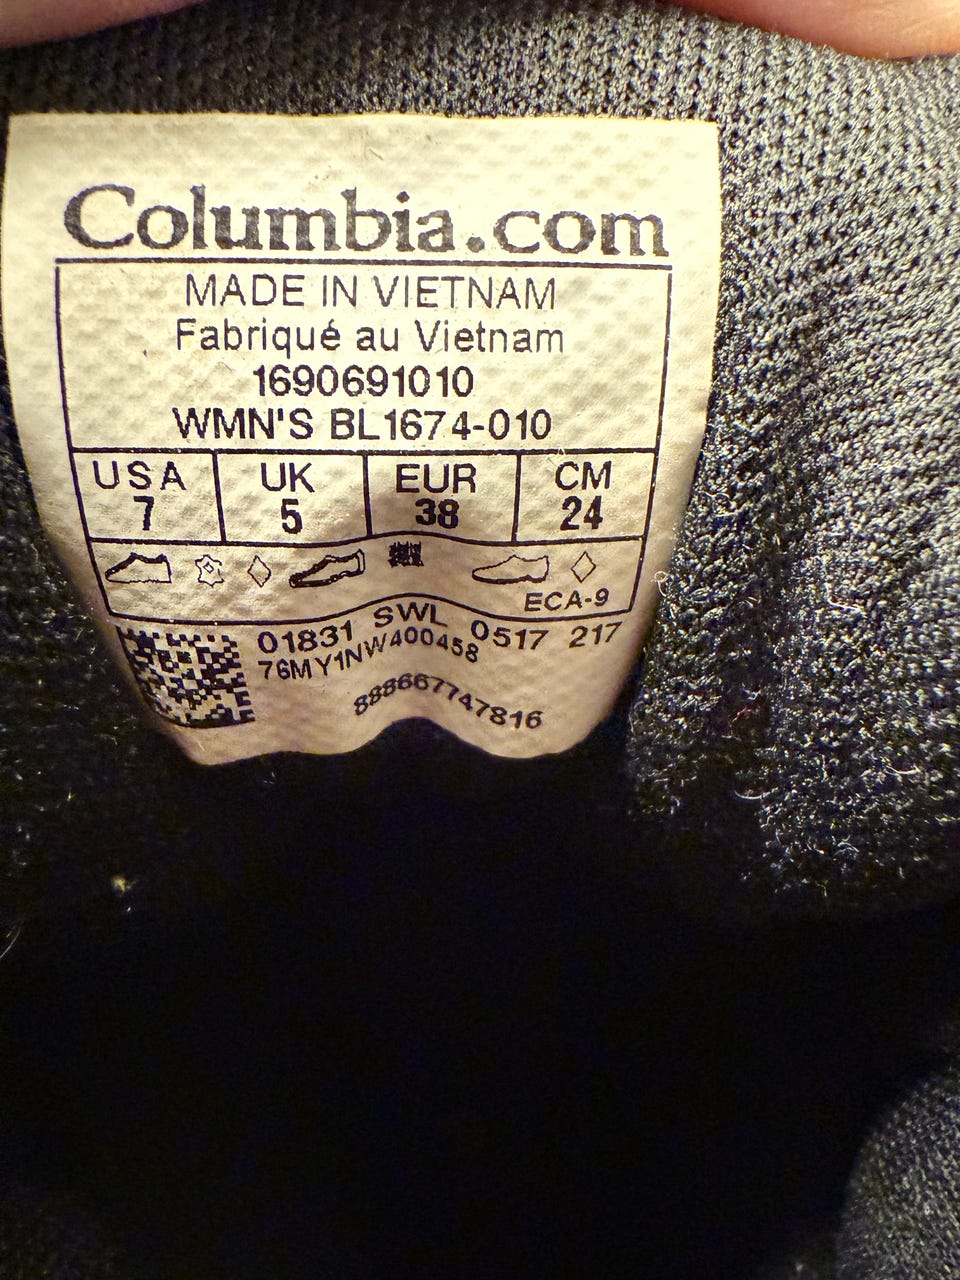 Columbia.com
MADE IN VIETNAM
Fabriqué au Vietnam
1690691010
WMN'S BL1674-010
USA UK EUR CM
7 5 38 24
ECA-9
01831 SWL 0517 217
76MY1NW400458
888667747816